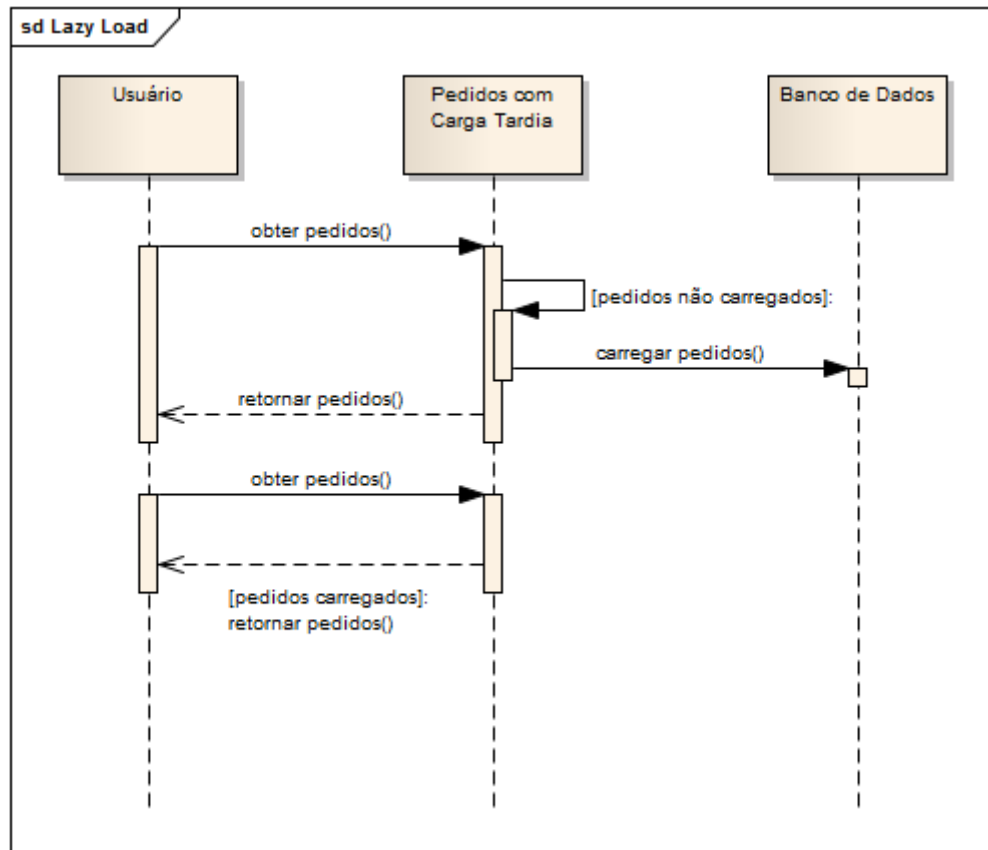 sd Lazy Load
Usuário
Pedidos com
Carga Tardia
Banco de Dados
obter pedidos()
[pedidos não carregados]:
carregar pedidos()
retornar pedidos()
obter pedidos()
[pedidos carregados]:
retornar pedidos()